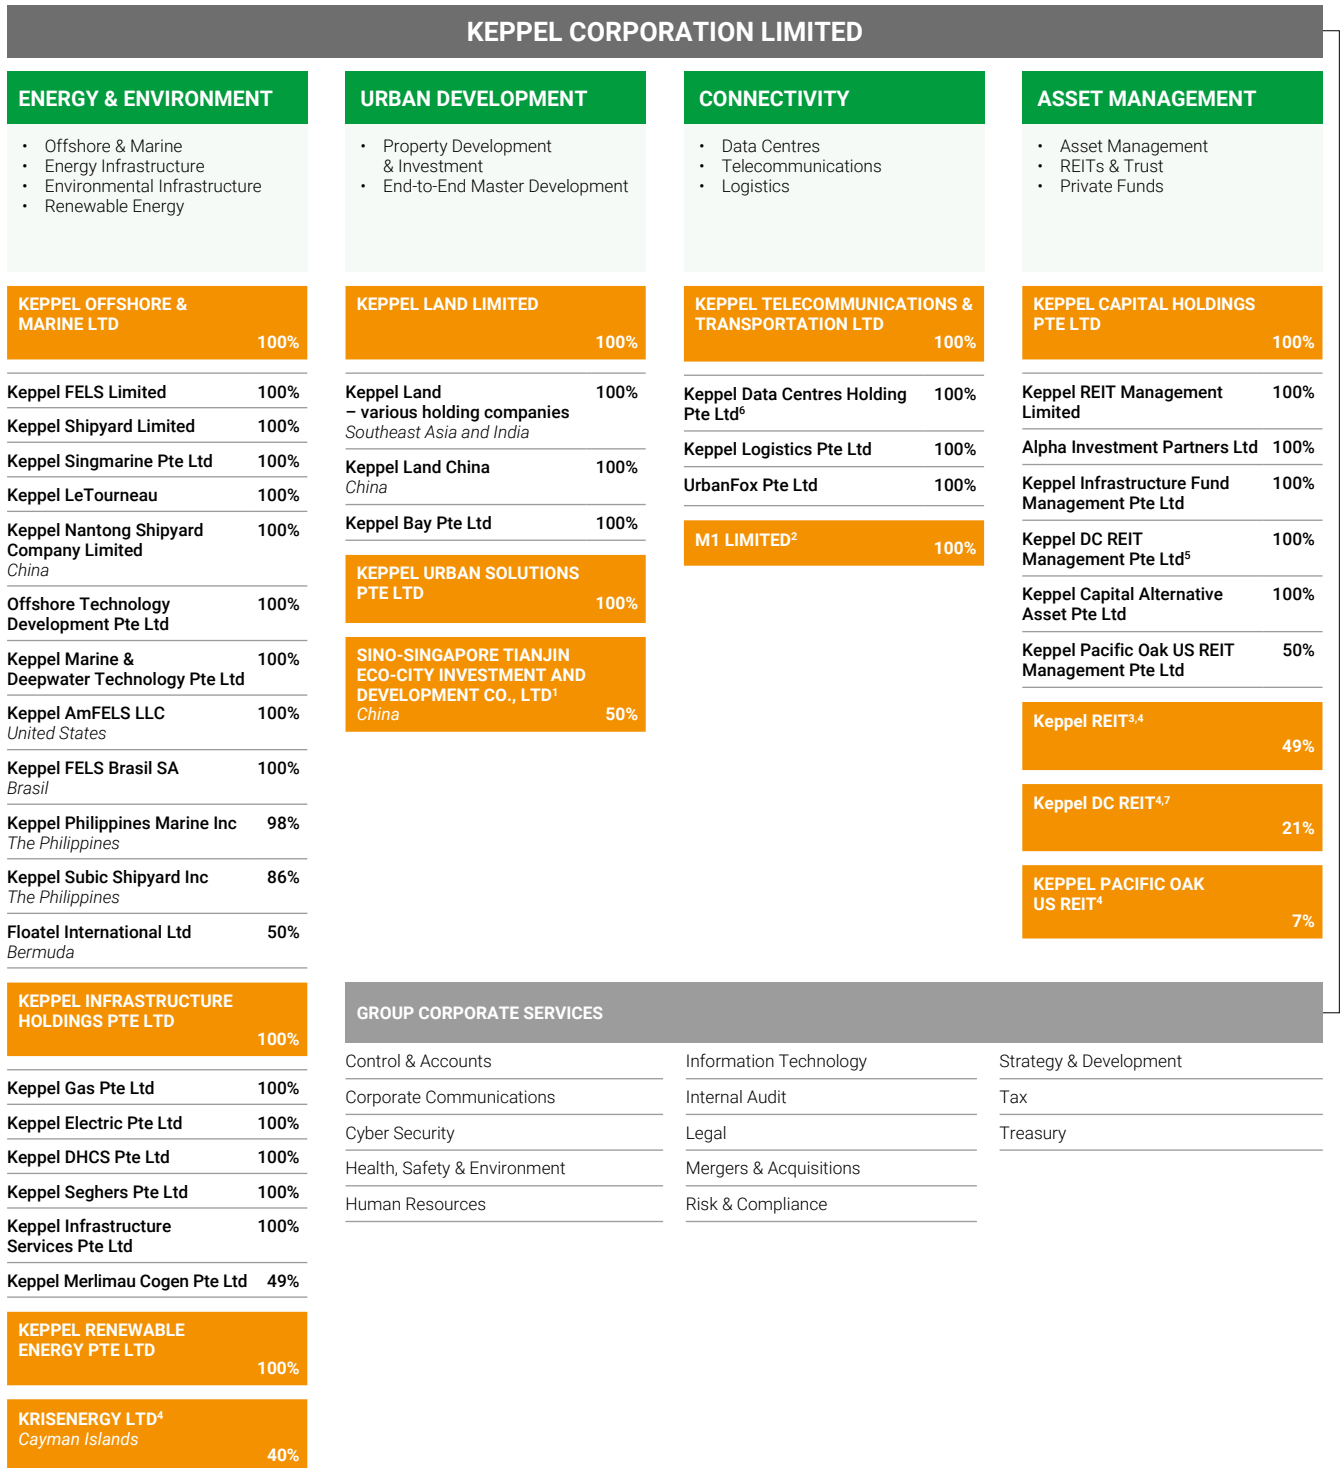 KEPPEL CORPORATION LIMITED
ENERGY & ENVIRONMENT
• Offshore & Marine
• Energy Infrastructure
• Environmental Infrastructure
• Renewable Energy
KEPPEL OFFSHORE &
MARINE LTD
100%
Keppel FELS Limited 100%
Keppel Shipyard Limited 100%
Keppel Singmarine Pte Ltd 100%
Keppel LeTourneau 100%
Keppel Nantong Shipyard 100%
Company Limited
China
Offshore Technology 100%
Development Pte Ltd
Keppel Marine & 100%
Deepwater Technology Pte Ltd
Keppel AmFELS LLC 100%
United States
Keppel FELS Brasil SA 100%
Brasil
Keppel Philippines Marine Inc 98%
The Philippines
Keppel Subic Shipyard Inc 86%
The Philippines
Floatel International Ltd 50%
Bermuda
KEPPEL INFRASTRUCTURE
HOLDINGS PTE LTD
100%
Keppel Gas Pte Ltd 100%
Keppel Electric Pte Ltd 100%
Keppel DHCS Pte Ltd 100%
Keppel Seghers Pte Ltd 100%
Keppel Infrastructure 100%
Services Pte Ltd
Keppel Merlimau Cogen Pte Ltd 49%
KEPPEL RENEWABLE
ENERGY PTE LTD
100%
KRISENERGY LTD4
Cayman Islands
40%
URBAN DEVELOPMENT
• Property Development
& Investment
• End-to-End Master Development
KEPPEL LAND LIMITED
100%
Keppel Land 100%
– various holding companies
Southeast Asia and India
Keppel Land China 100%
China
Keppel Bay Pte Ltd 100%
KEPPEL URBAN SOLUTIONS
PTE LTD
100%
SINO-SINGAPORE TIANJIN
ECO-CITY INVESTMENT AND
DEVELOPMENT CO., LTD1
China 50%
CONNECTIVITY
• Data Centres
• Telecommunications
• Logistics
KEPPEL TELECOMMUNICATIONS &
TRANSPORTATION LTD
100%
Keppel Data Centres Holding 100%
Pte Ltd6
Keppel Logistics Pte Ltd 100%
UrbanFox Pte Ltd 100%
M1 LIMITED2
100%
ASSET MANAGEMENT
• Asset Management
• REITs & Trust
• Private Funds
KEPPEL CAPITAL HOLDINGS
PTE LTD
100%
Keppel REIT Management 100%
Limited
Alpha Investment Partners Ltd 100%
Keppel Infrastructure Fund 100%
Management Pte Ltd
Keppel DC REIT 100%
Management Pte Ltd5
Keppel Capital Alternative 100%
Asset Pte Ltd
Keppel Pacific Oak US REIT 50%
Management Pte Ltd
Keppel REIT3,4
49%
Keppel DC REIT4,7
21%
KEPPEL PACIFIC OAK
US REIT4
7%
GROUP CORPORATE SERVICES
Control & Accounts
Corporate Communications
Cyber Security
Health, Safety & Environment
Human Resources
Information Technology
Internal Audit
Legal
Mergers & Acquisitions
Risk & Compliance
Strategy & Development
Tax
Treasury